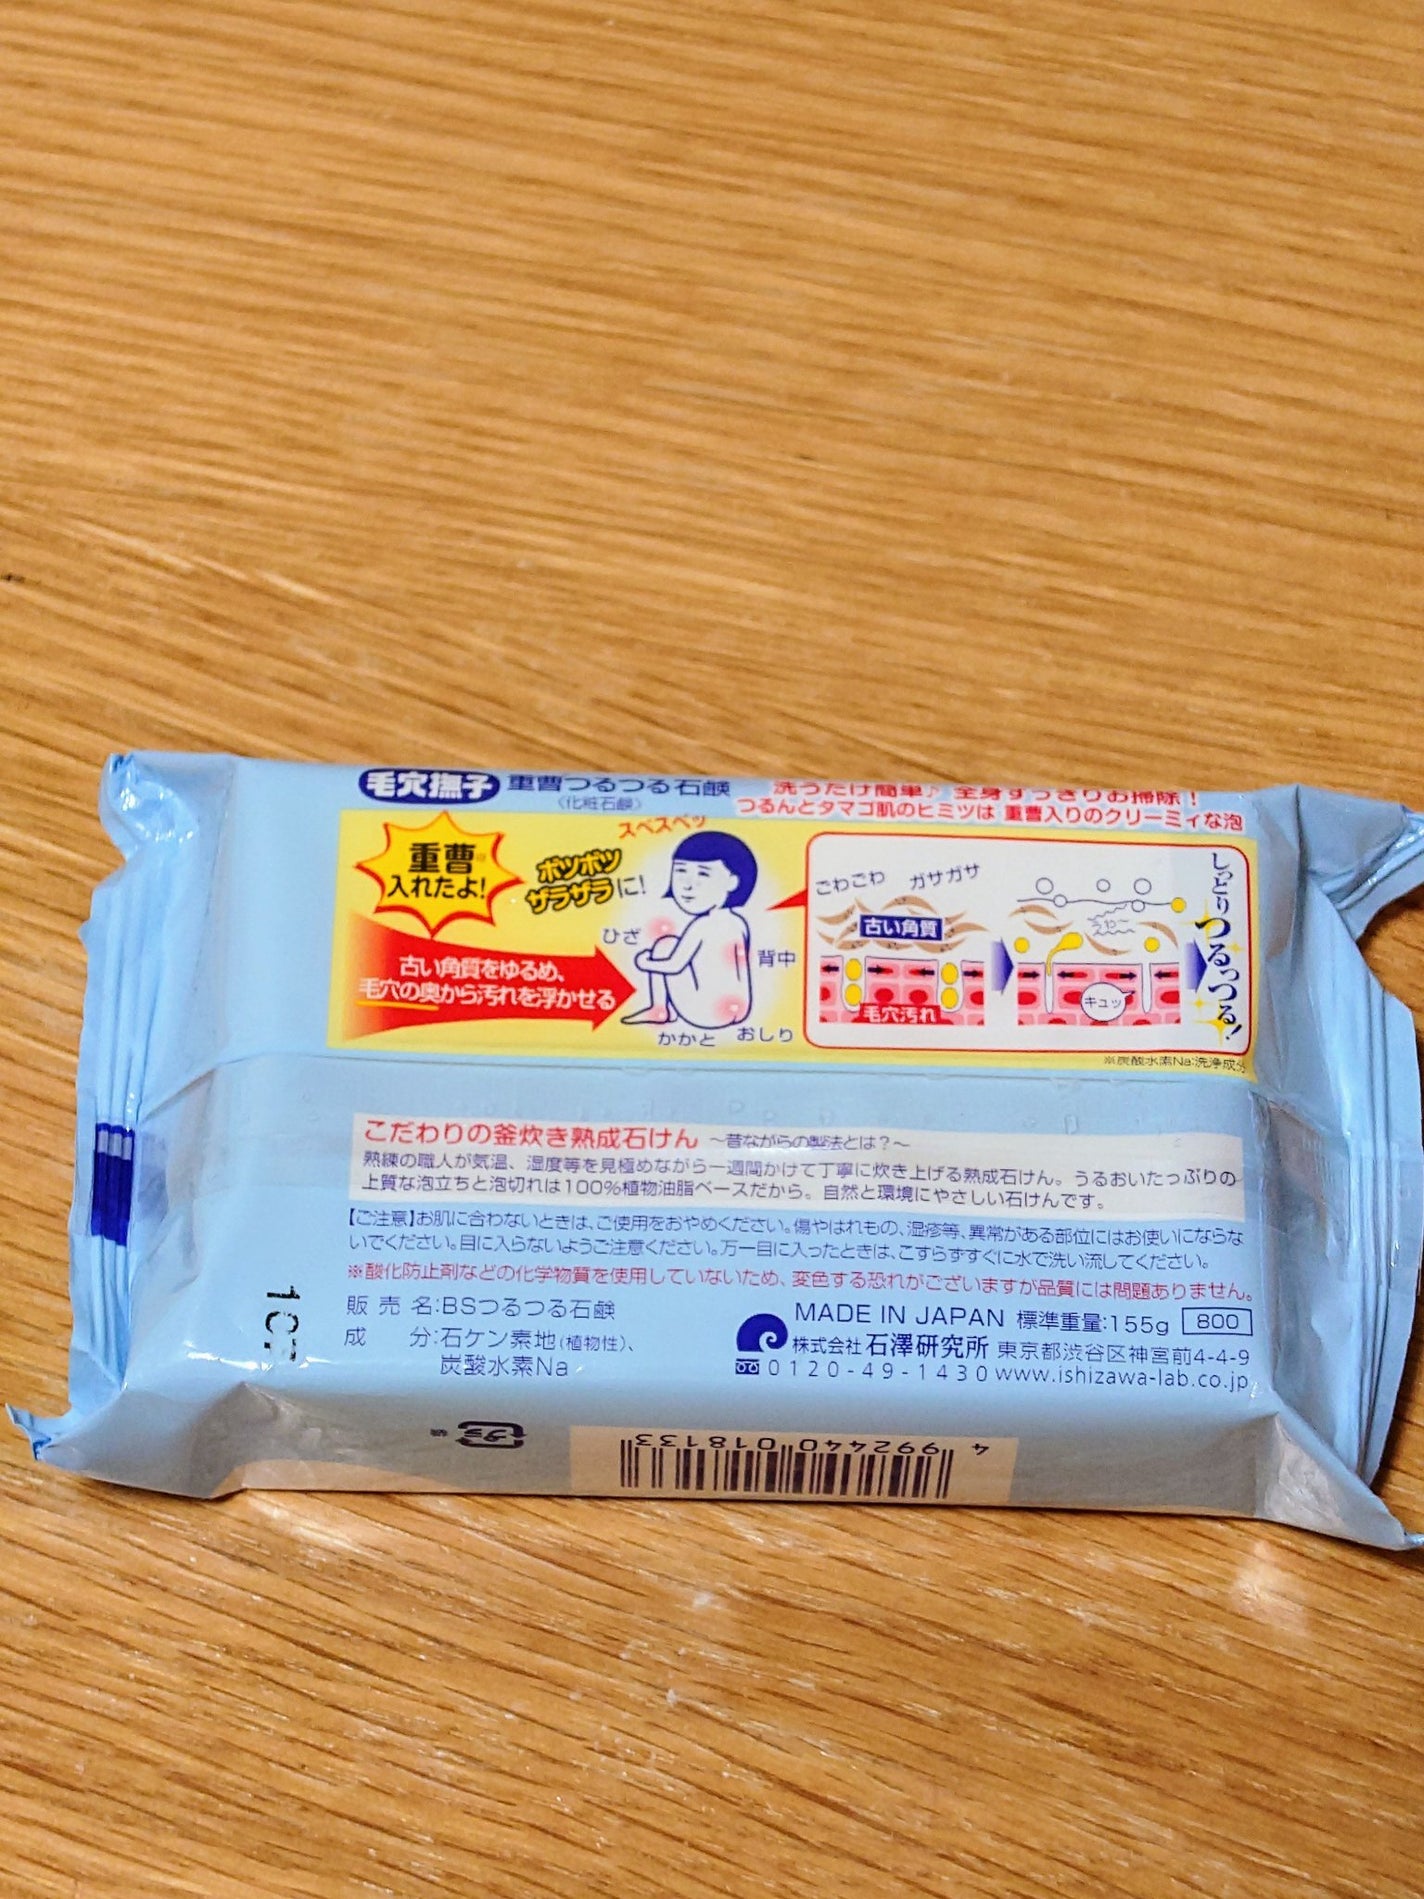 毛穴撫子 重曹つるつる石鹸
〈化粧石鹸〉
洗うだけ簡単♪ 全身すっきりお掃除！
つるんとタマゴ肌のヒミツは 重曹入りのクリーミィな泡
重曹※
入れたよ!
スベスベッ
ボツボツ
ザラザラに!
古い角質をゆるめ、
毛穴の奥から汚れを浮かせる
ひざ
背中
かかと
おしり
ごわごわ
ガサガサ
古い角質
毛穴汚れ
キュッ
しっとり
つるっつる!
※炭酸水素Na:洗浄成分
こだわりの釜炊き熟成石けん ～昔ながらの製法とは？～
熟練の職人が気温、湿度等を見極めながら一週間かけて丁寧に炊き上げる熟成石けん。うるおいたっぷりの
上質な泡立ちと泡切れは100%植物油脂ベースだから。自然と環境にやさしい石けんです。
【ご注意】お肌に合わないときは、ご使用をおやめください。傷やはれもの、湿疹等、異常がある部位にはお使いにならな
いでください。目に入らないようご注意ください。万一目に入ったときは、こすらずすぐに水で洗い流してください。
※酸化防止剤などの化学物質を使用していないため、変色する恐れがございますが品質には問題ありません。
販売名:BSつるつる石鹸
成分:石ケン素地(植物性)、
炭酸水素Na
MADE IN JAPAN 標準重量:155g 800
株式会社石澤研究所 東京都渋谷区神宮前4-4-9
0120-49-1430 www.ishizawa-lab.co.jp
プラ
4 992440 018133